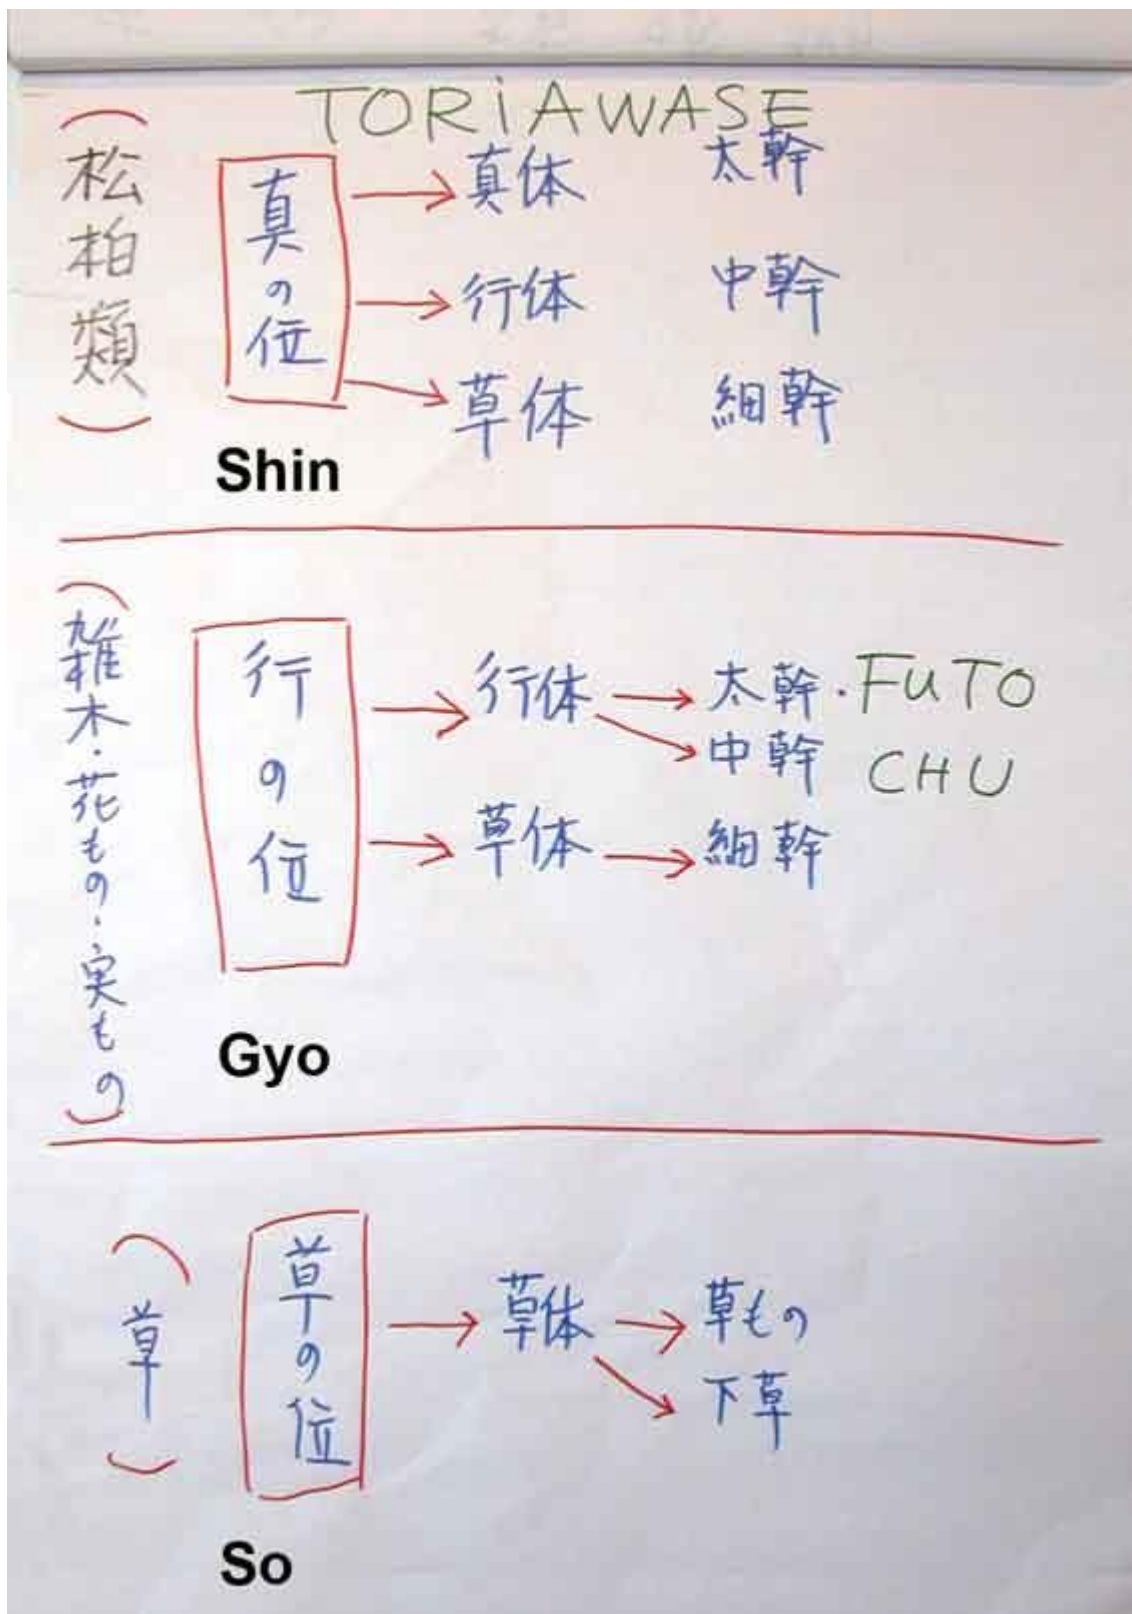 TORiAWASE
(松柏類)
真の位
真体 太幹
行体 中幹
草体 細幹
Shin
(雑木・花もの・実もの)
行の位
行体 太幹・FUTO
中幹 CHU
草体 細幹
Gyo
(草)
草の位
草体 草もの
下草
So